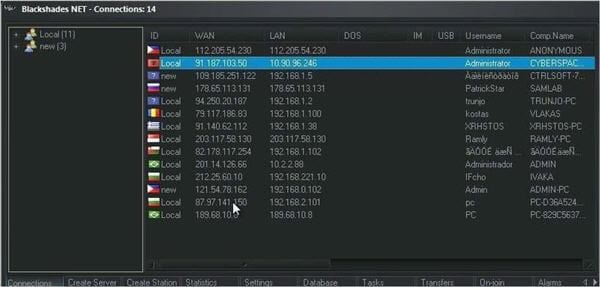 Blackshades NET - Connections: 14
Local (11)
new (3)
ID WAN LAN DOS IM USB Username Comp.Name
Local 112.205.54.230 112.205.54.230 Administrator ANONYMOUS
Local 91.187.103.50 10.90.96.246 Administrator CYBERSPAC...
new 109.185.251.122 192.168.1.5 CTRLSOFT-7...
new 178.65.113.131 178.65.113.131 PatrickStar SAMLAB
Local 94.250.20.187 192.168.1.2 trunjo TRUNJO-PC
Local 79.117.186.83 192.168.1.100 kostas VLAKAS
Local 91.140.62.112 192.168.1.38 XRHSTOS XRHSTOS-PC
Local 203.117.58.130 203.117.58.130 Ramly RAMLY-PC
Local 82.178.117.254 192.168.1.102
Local 201.14.126.66 10.2.2.88 Administrador ADMIN
Local 212.25.60.10 192.168.221.10 IFcho IVAKA
new 121.54.78.162 192.168.0.102 Admin ADMIN-PC
Local 87.97.141.150 192.168.2.101 pc PC-D36A524...
Local 189.68.10.8 189.68.10.8 PC PC-829C5637...
Connections Create Server Create Station Statistics Settings Database Tasks Transfers On-join Alarms 4